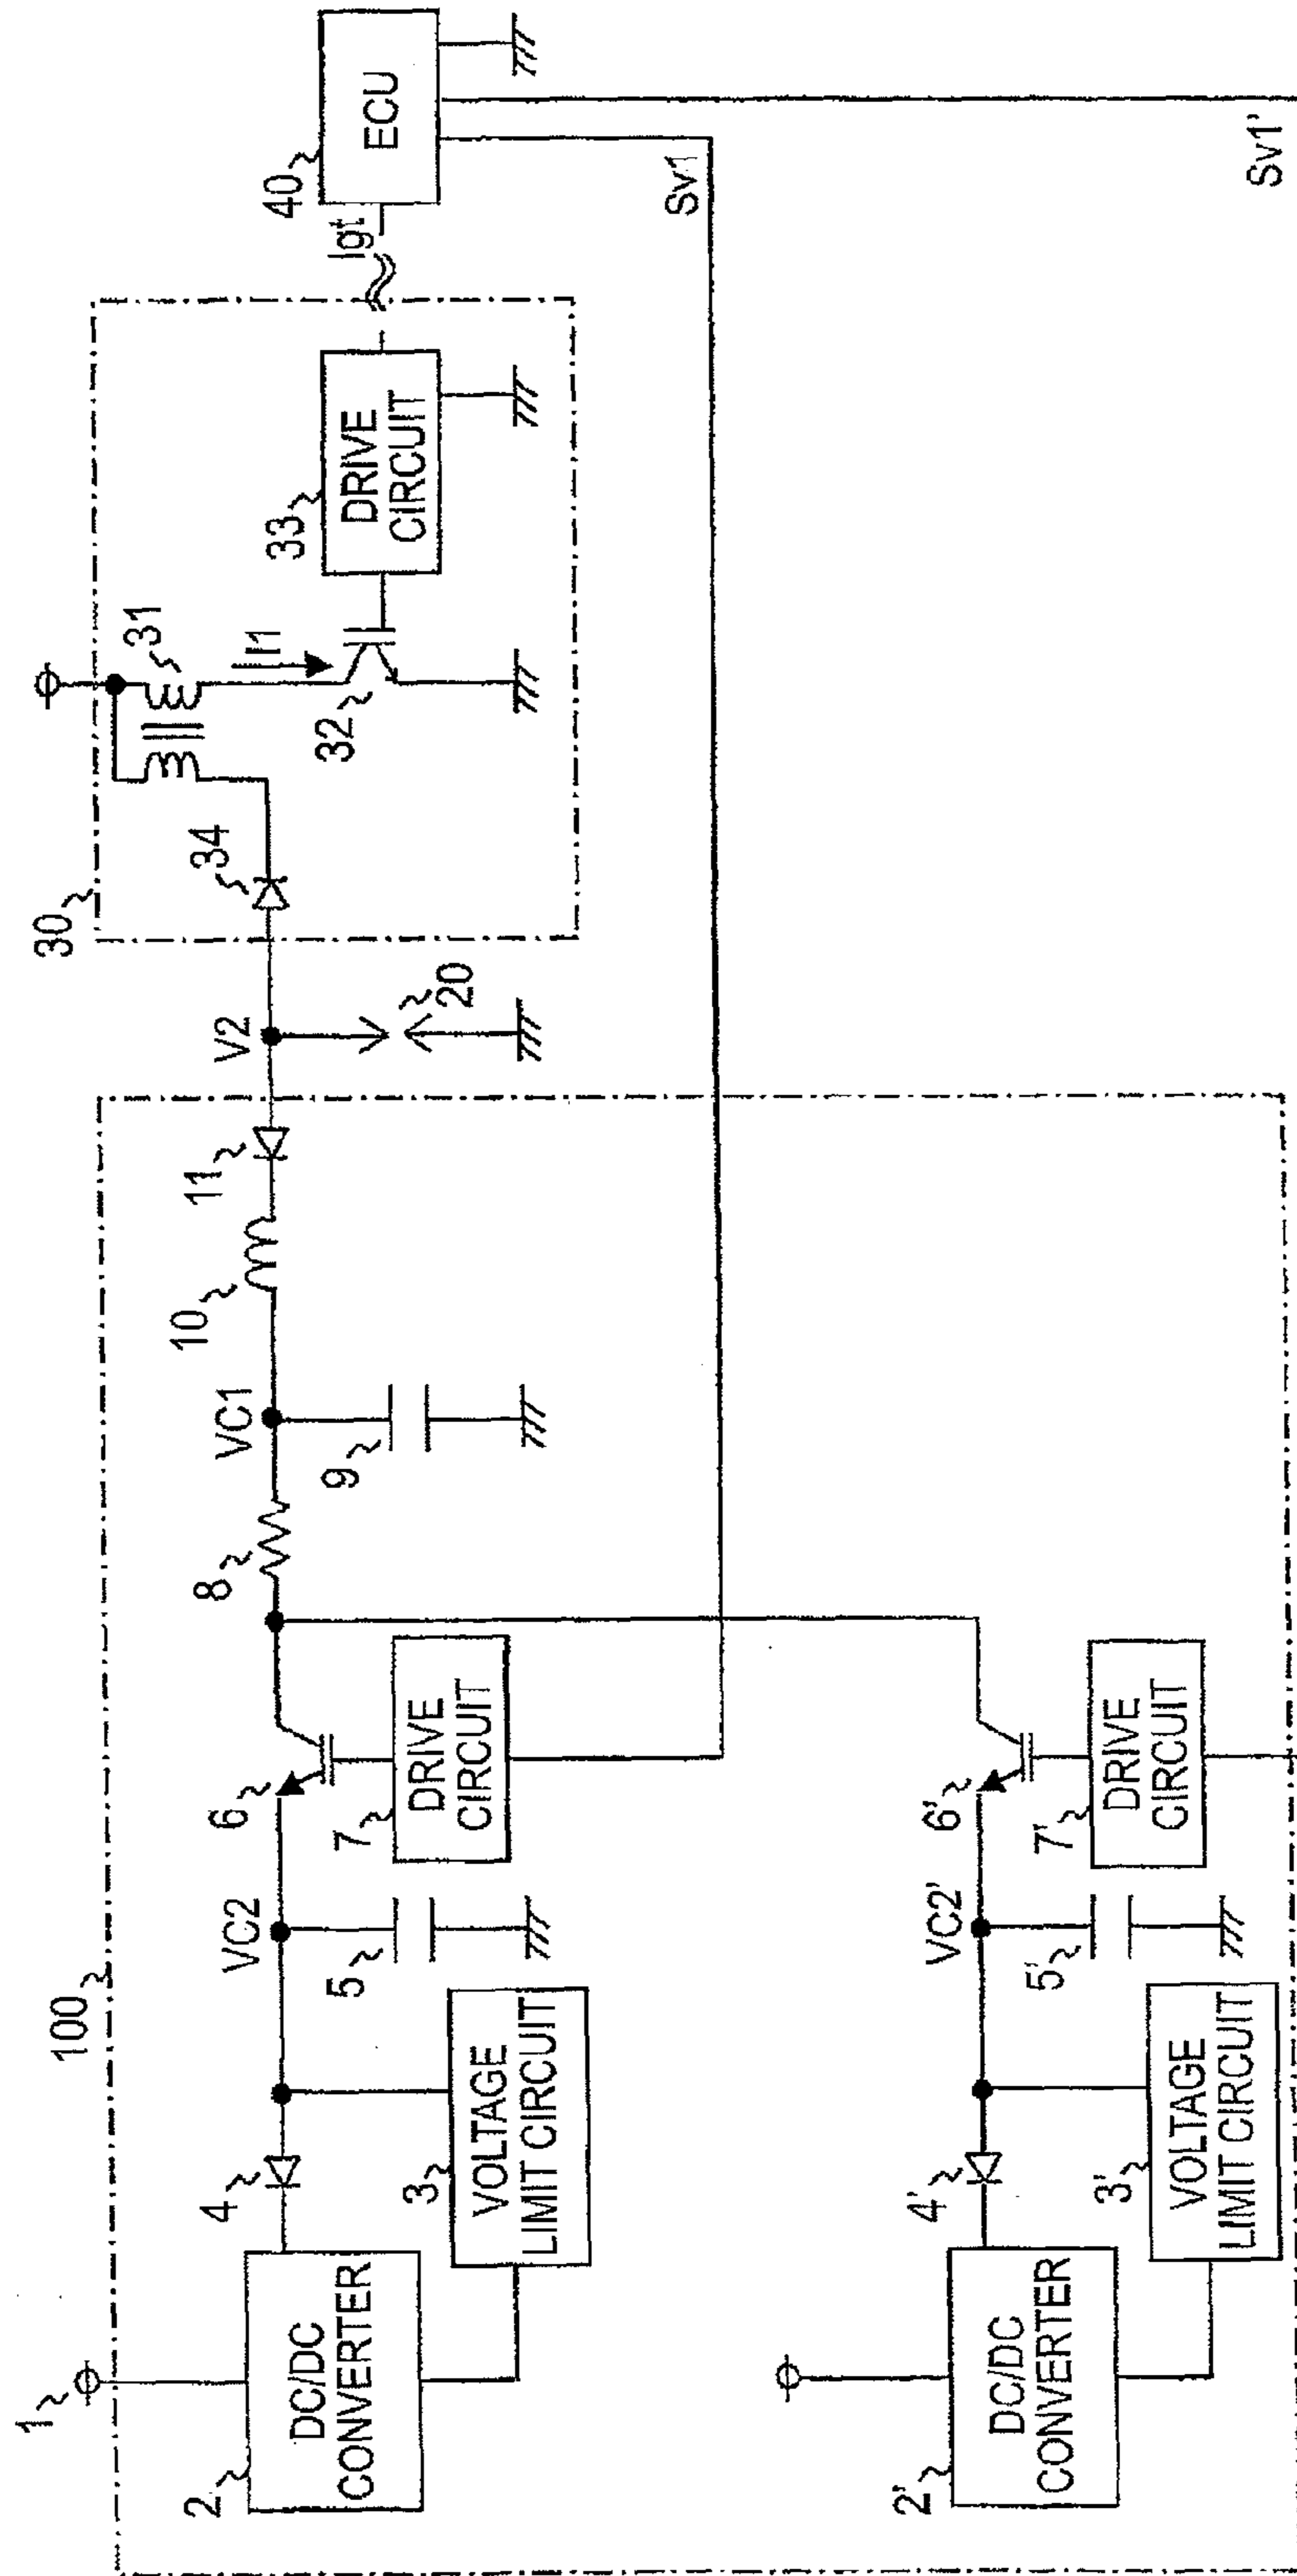 100
1
2
DC/DC
CONVERTER
4
3
VOLTAGE
LIMIT CIRCUIT
VC2
5
6
7
DRIVE
CIRCUIT
8
VC1
9
10
11
V2
20
30
34
31
I1
32
33
DRIVE
CIRCUIT
Igt
40
ECU
Sv1
Sv1'
2'
DC/DC
CONVERTER
4'
3'
VOLTAGE
LIMIT CIRCUIT
VC2'
5'
6'
7'
DRIVE
CIRCUIT